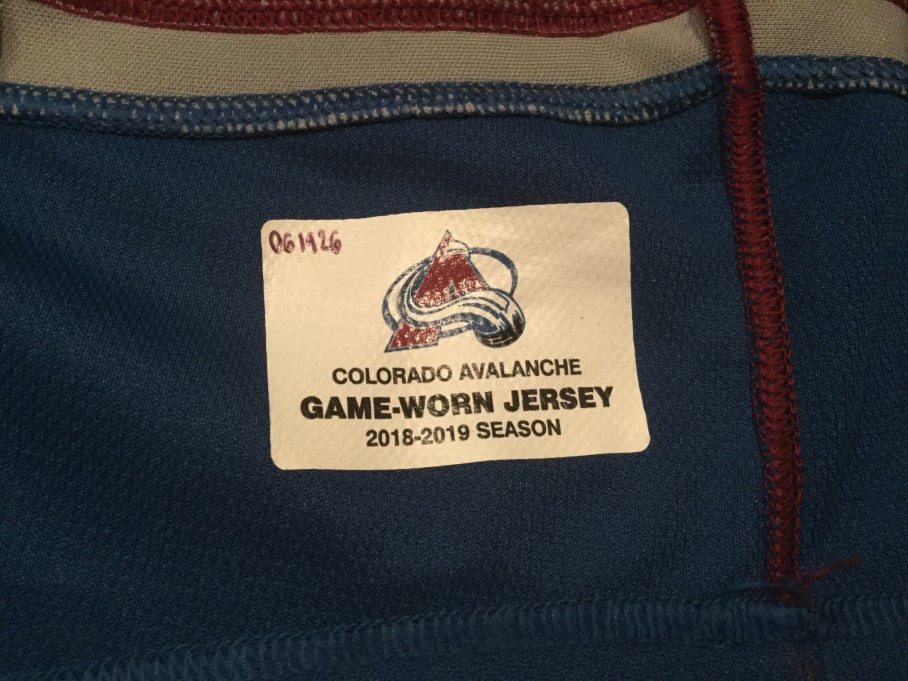 061426
COLORADO AVALANCHE
GAME-WORN JERSEY
2018-2019 SEASON